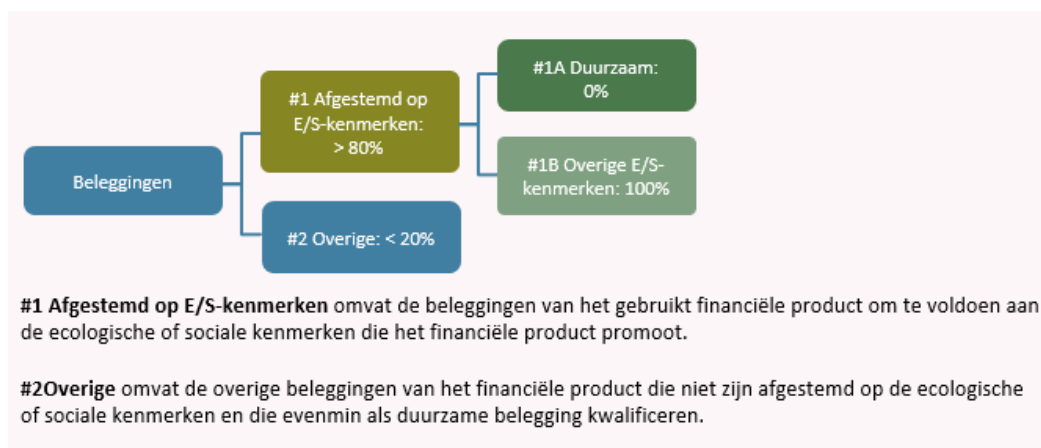 #1A Duurzaam:
0%
#1 Afgestemd op
E/S-kenmerken:
> 80%
#1B Overige E/S-
kenmerken: 100%
Beleggingen
#2 Overige: < 20%
#1 Afgestemd op E/S-kenmerken omvat de beleggingen van het gebruikt financiële product om te voldoen aan
de ecologische of sociale kenmerken die het financiële product promoot.
#2Overige omvat de overige beleggingen van het financiële product die niet zijn afgestemd op de ecologische
of sociale kenmerken en die evenmin als duurzame belegging kwalificeren.